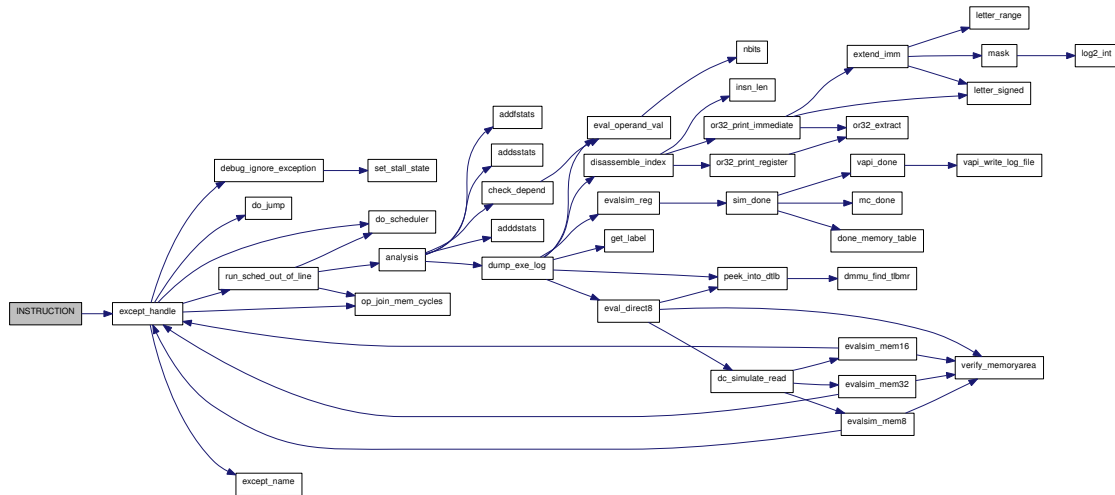 letter_range
nbits
extend_imm
mask
log2_int
insn_len
letter_signed
addfstats
eval_operand_val
or32_print_immediate
or32_extract
addsstats
disassemble_index
or32_print_register
vapi_done
vapi_write_log_file
debug_ignore_exception
set_stall_state
check_depend
evalsim_reg
sim_done
mc_done
do_jump
do_scheduler
adddstats
get_label
done_memory_table
analysis
dump_exe_log
run_sched_out_of_line
peek_into_dtlb
dmmu_find_tlbmr
op_join_mem_cycles
INSTRUCTION
except_handle
eval_direct8
evalsim_mem16
verify_memoryarea
dc_simulate_read
evalsim_mem32
evalsim_mem8
except_name